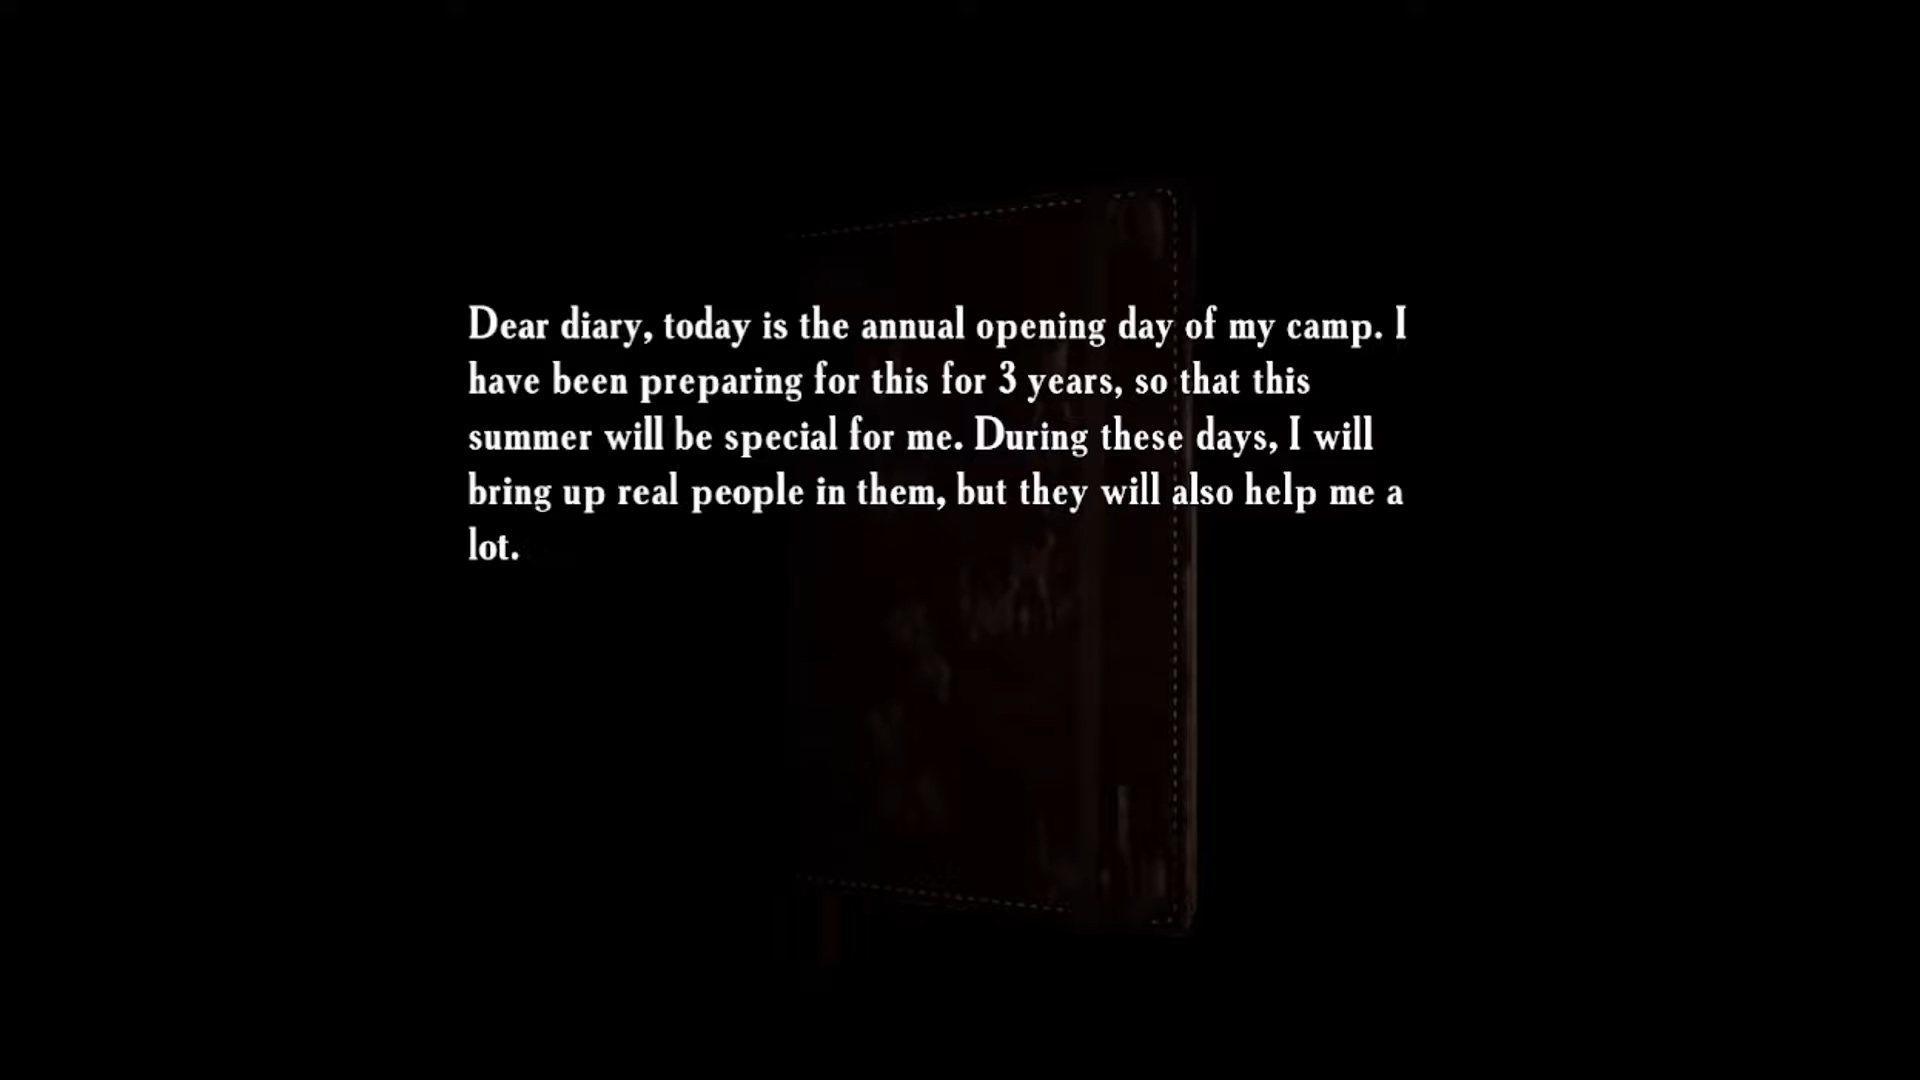 Dear diary, today is the annual opening day of my camp. I
have been preparing for this for 3 years, so that this
summer will be special for me. During these days, I will
bring up real people in them, but they will also help me a
lot.